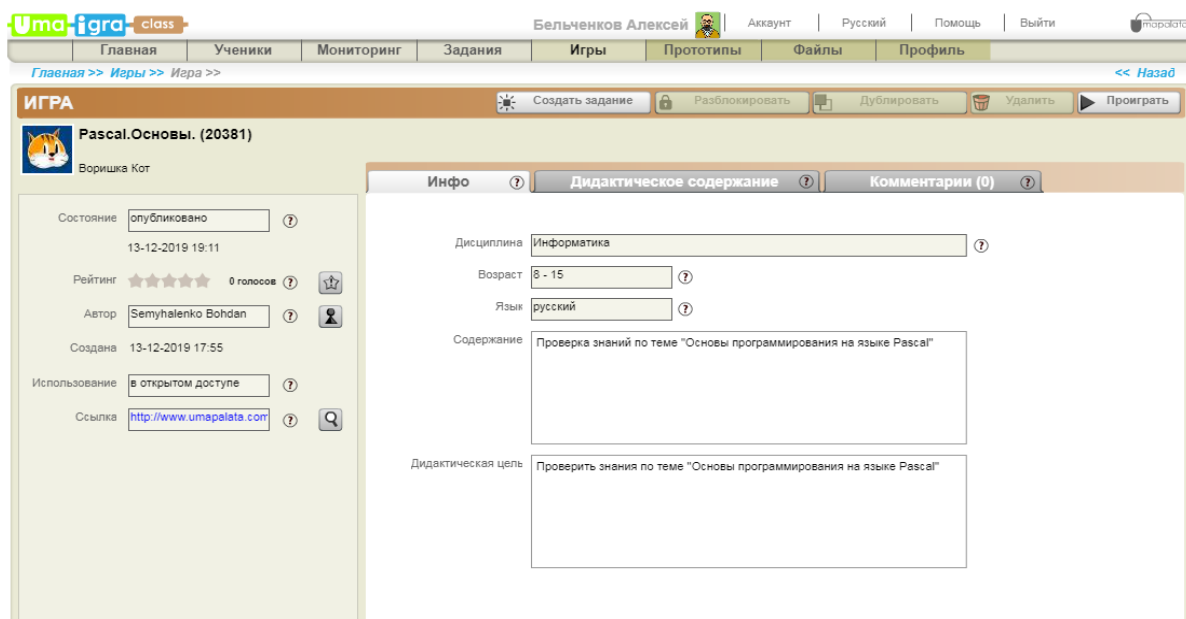 Uma-igra- class
Бельченков Алексей Аккаунт Русский Помощь Выйти
Главная Ученики Мониторинг Задания Игры Прототипы Файлы Профиль
Главная >> Игры >> Игра >> << Назад
ИГРА Создать задание Разблокировать Дублировать Удалить Проиграть
Pascal.Основы. (20381)
Воришка Кот
Инфо ? Дидактическое содержание ? Комментарии (0) ?
Состояние опубликовано ?
13-12-2019 19:11
Рейтинг 0 голосов ?
Автор Semyhalenko Bohdan ?
Создана 13-12-2019 17:55
Использование в открытом доступе ?
Ссылка http://www.umapalata.com ?
Дисциплина Информатика ?
Возраст 8 - 15 ?
Язык русский ?
Содержание Проверка знаний по теме "Основы программирования на языке Pascal"
Дидактическая цель Проверить знания по теме "Основы программирования на языке Pascal"